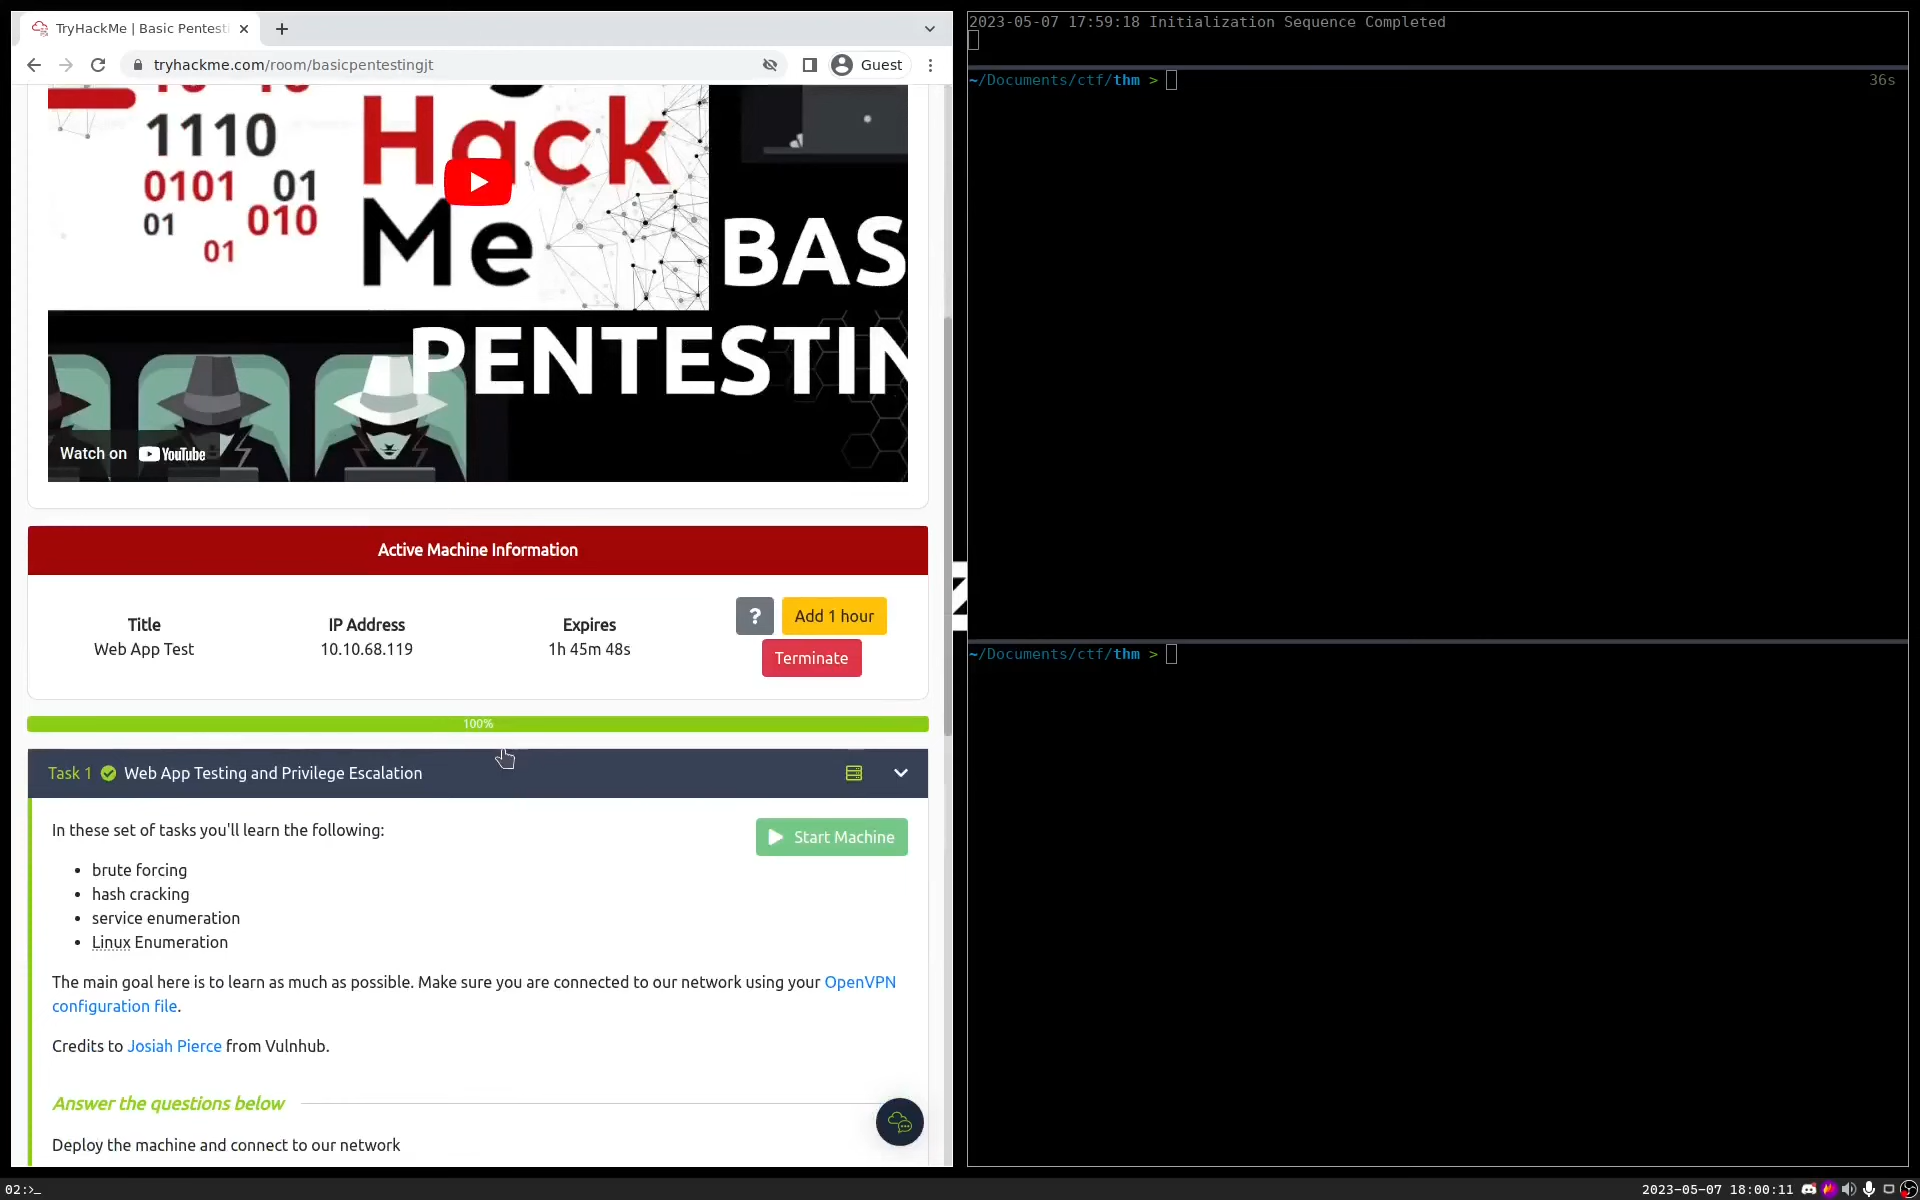 TryHackMe | Basic Pentesti
tryhackme.com/room/basicpentestingjt
Guest
1110
0101 01
01 010
01
Hack
Me
BAS
PENTESTIN
Watch on YouTube
Active Machine Information
Title IP Address Expires
Web App Test 10.10.68.119 1h 45m 48s
? Add 1 hour
Terminate
100%
Task 1 Web App Testing and Privilege Escalation
In these set of tasks you'll learn the following:
Start Machine
• brute forcing
• hash cracking
• service enumeration
• Linux Enumeration
The main goal here is to learn as much as possible. Make sure you are connected to our network using your OpenVPN
configuration file.
Credits to Josiah Pierce from Vulnhub.
Answer the questions below
Deploy the machine and connect to our network
2023-05-07 17:59:18 Initialization Sequence Completed
~/Documents/ctf/thm > 36s
~/Documents/ctf/thm >
02:>_
2023-05-07 18:00:11